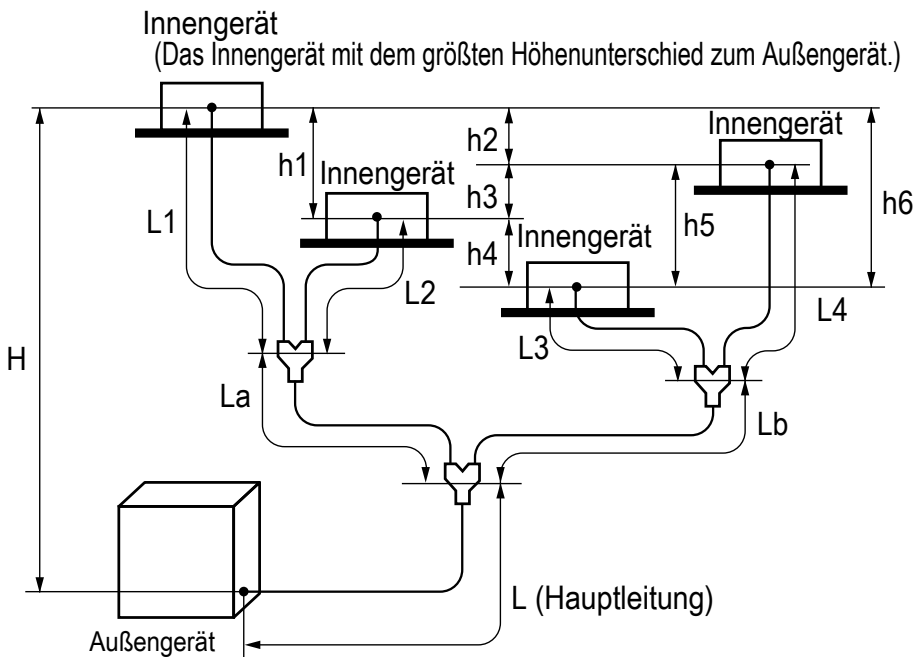 Innengerät
(Das Innengerät mit dem größten Höhenunterschied zum Außengerät.)
Innengerät
h2
h1
Innengerät
h3
h6
L1
h5
Innengerät
h4
L2
L4
L3
H
La
Lb
L (Hauptleitung)
Außengerät